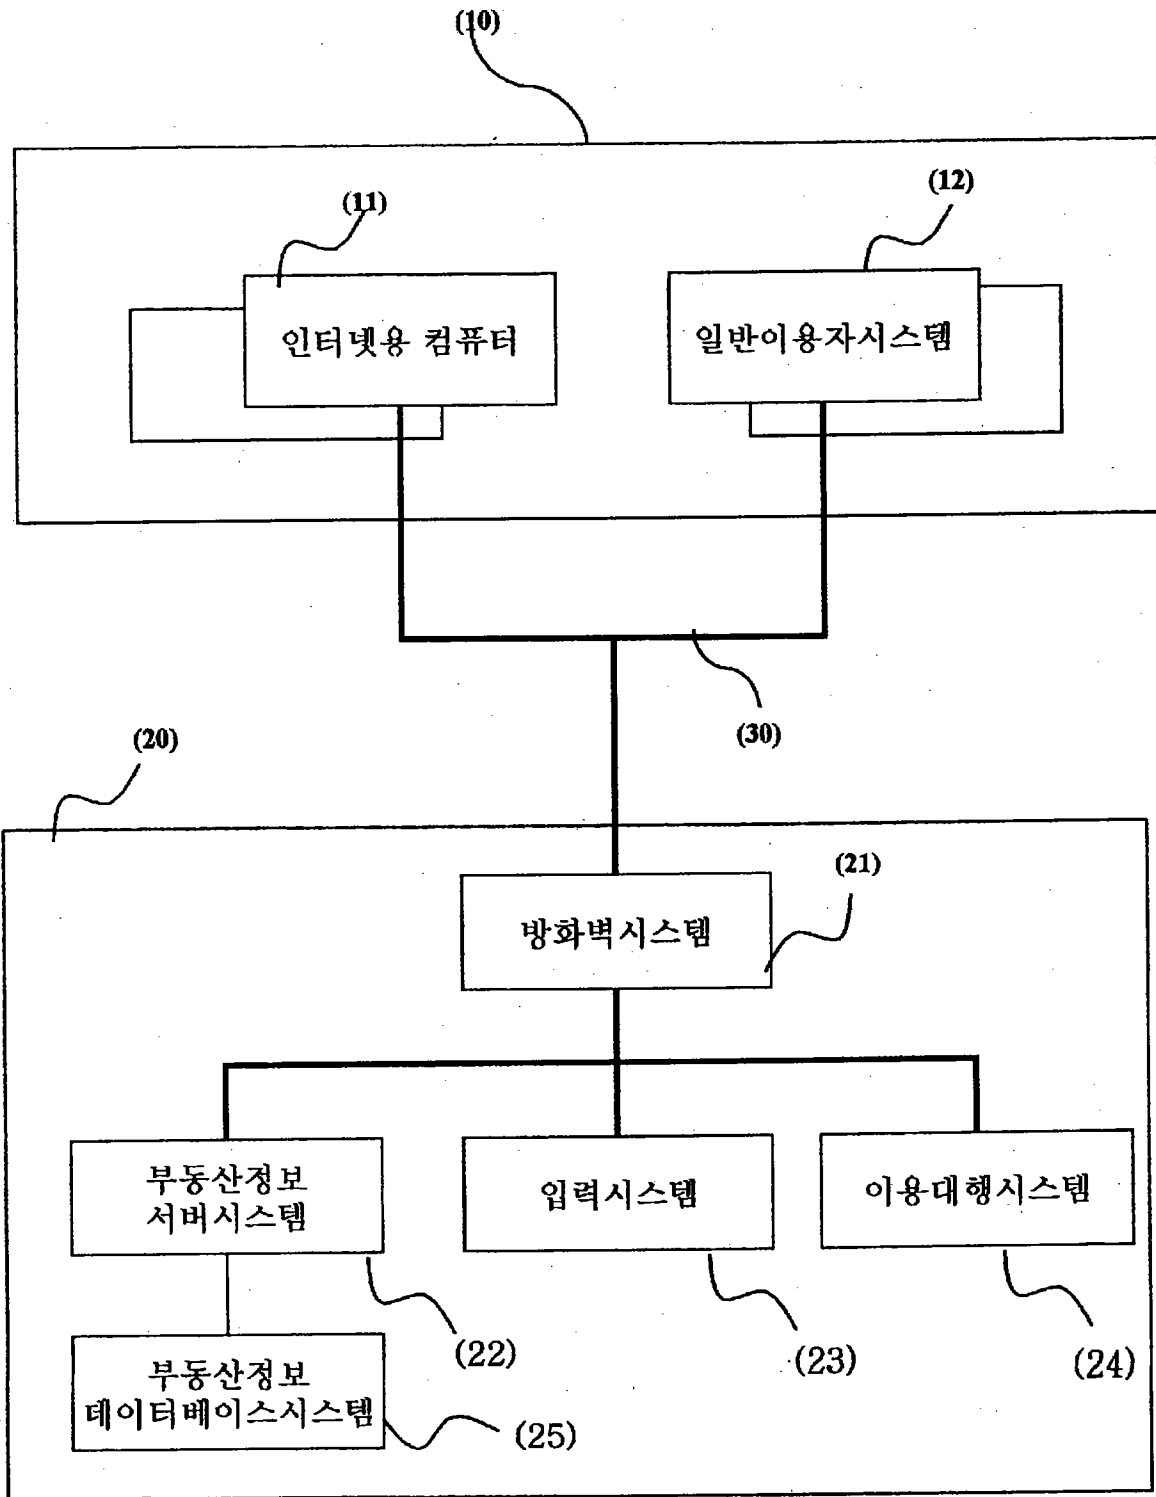 (10)
(11)
(12)
인터넷용 컴퓨터
일반이용자시스템
(30)
(20)
(21)
방화벽시스템
부동산정보
서버시스템
입력시스템
이용대행시스템
(22)
(23)
(24)
부동산정보
데이터베이스시스템
(25)